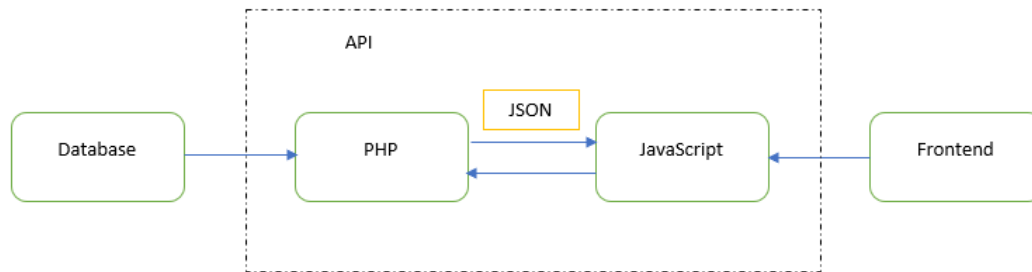 API
JSON
Database
PHP
JavaScript
Frontend